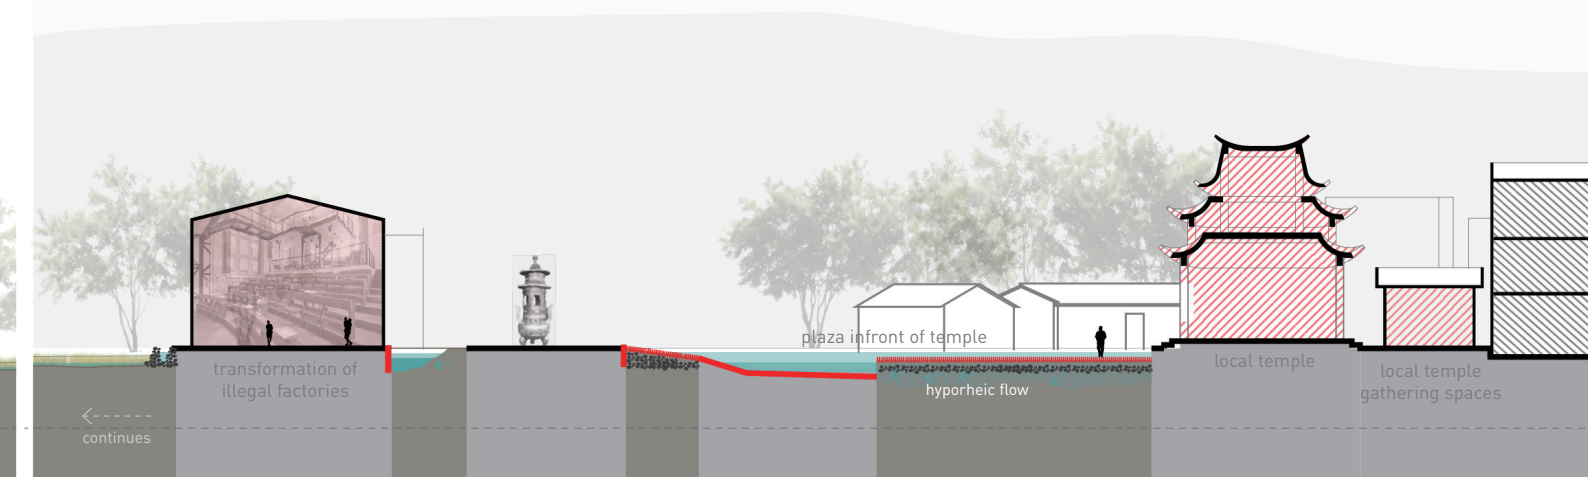 plaza infront of temple
transformation of
illegal factories
local temple
local temple
gathering spaces
hyporheic flow
continues